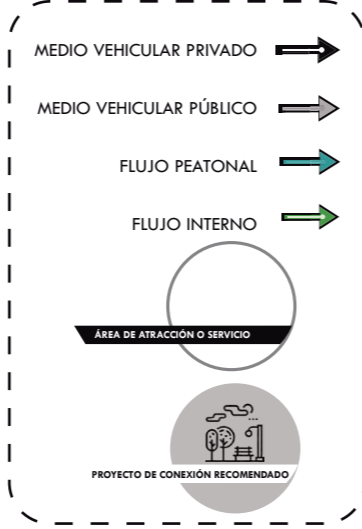 MEDIO VEHICULAR PRIVADO
MEDIO VEHICULAR PÚBLICO
FLUJO PEATONAL
FLUJO INTERNO
ÁREA DE ATRACCIÓN O SERVICIO
PROYECTO DE CONEXIÓN RECOMENDADO